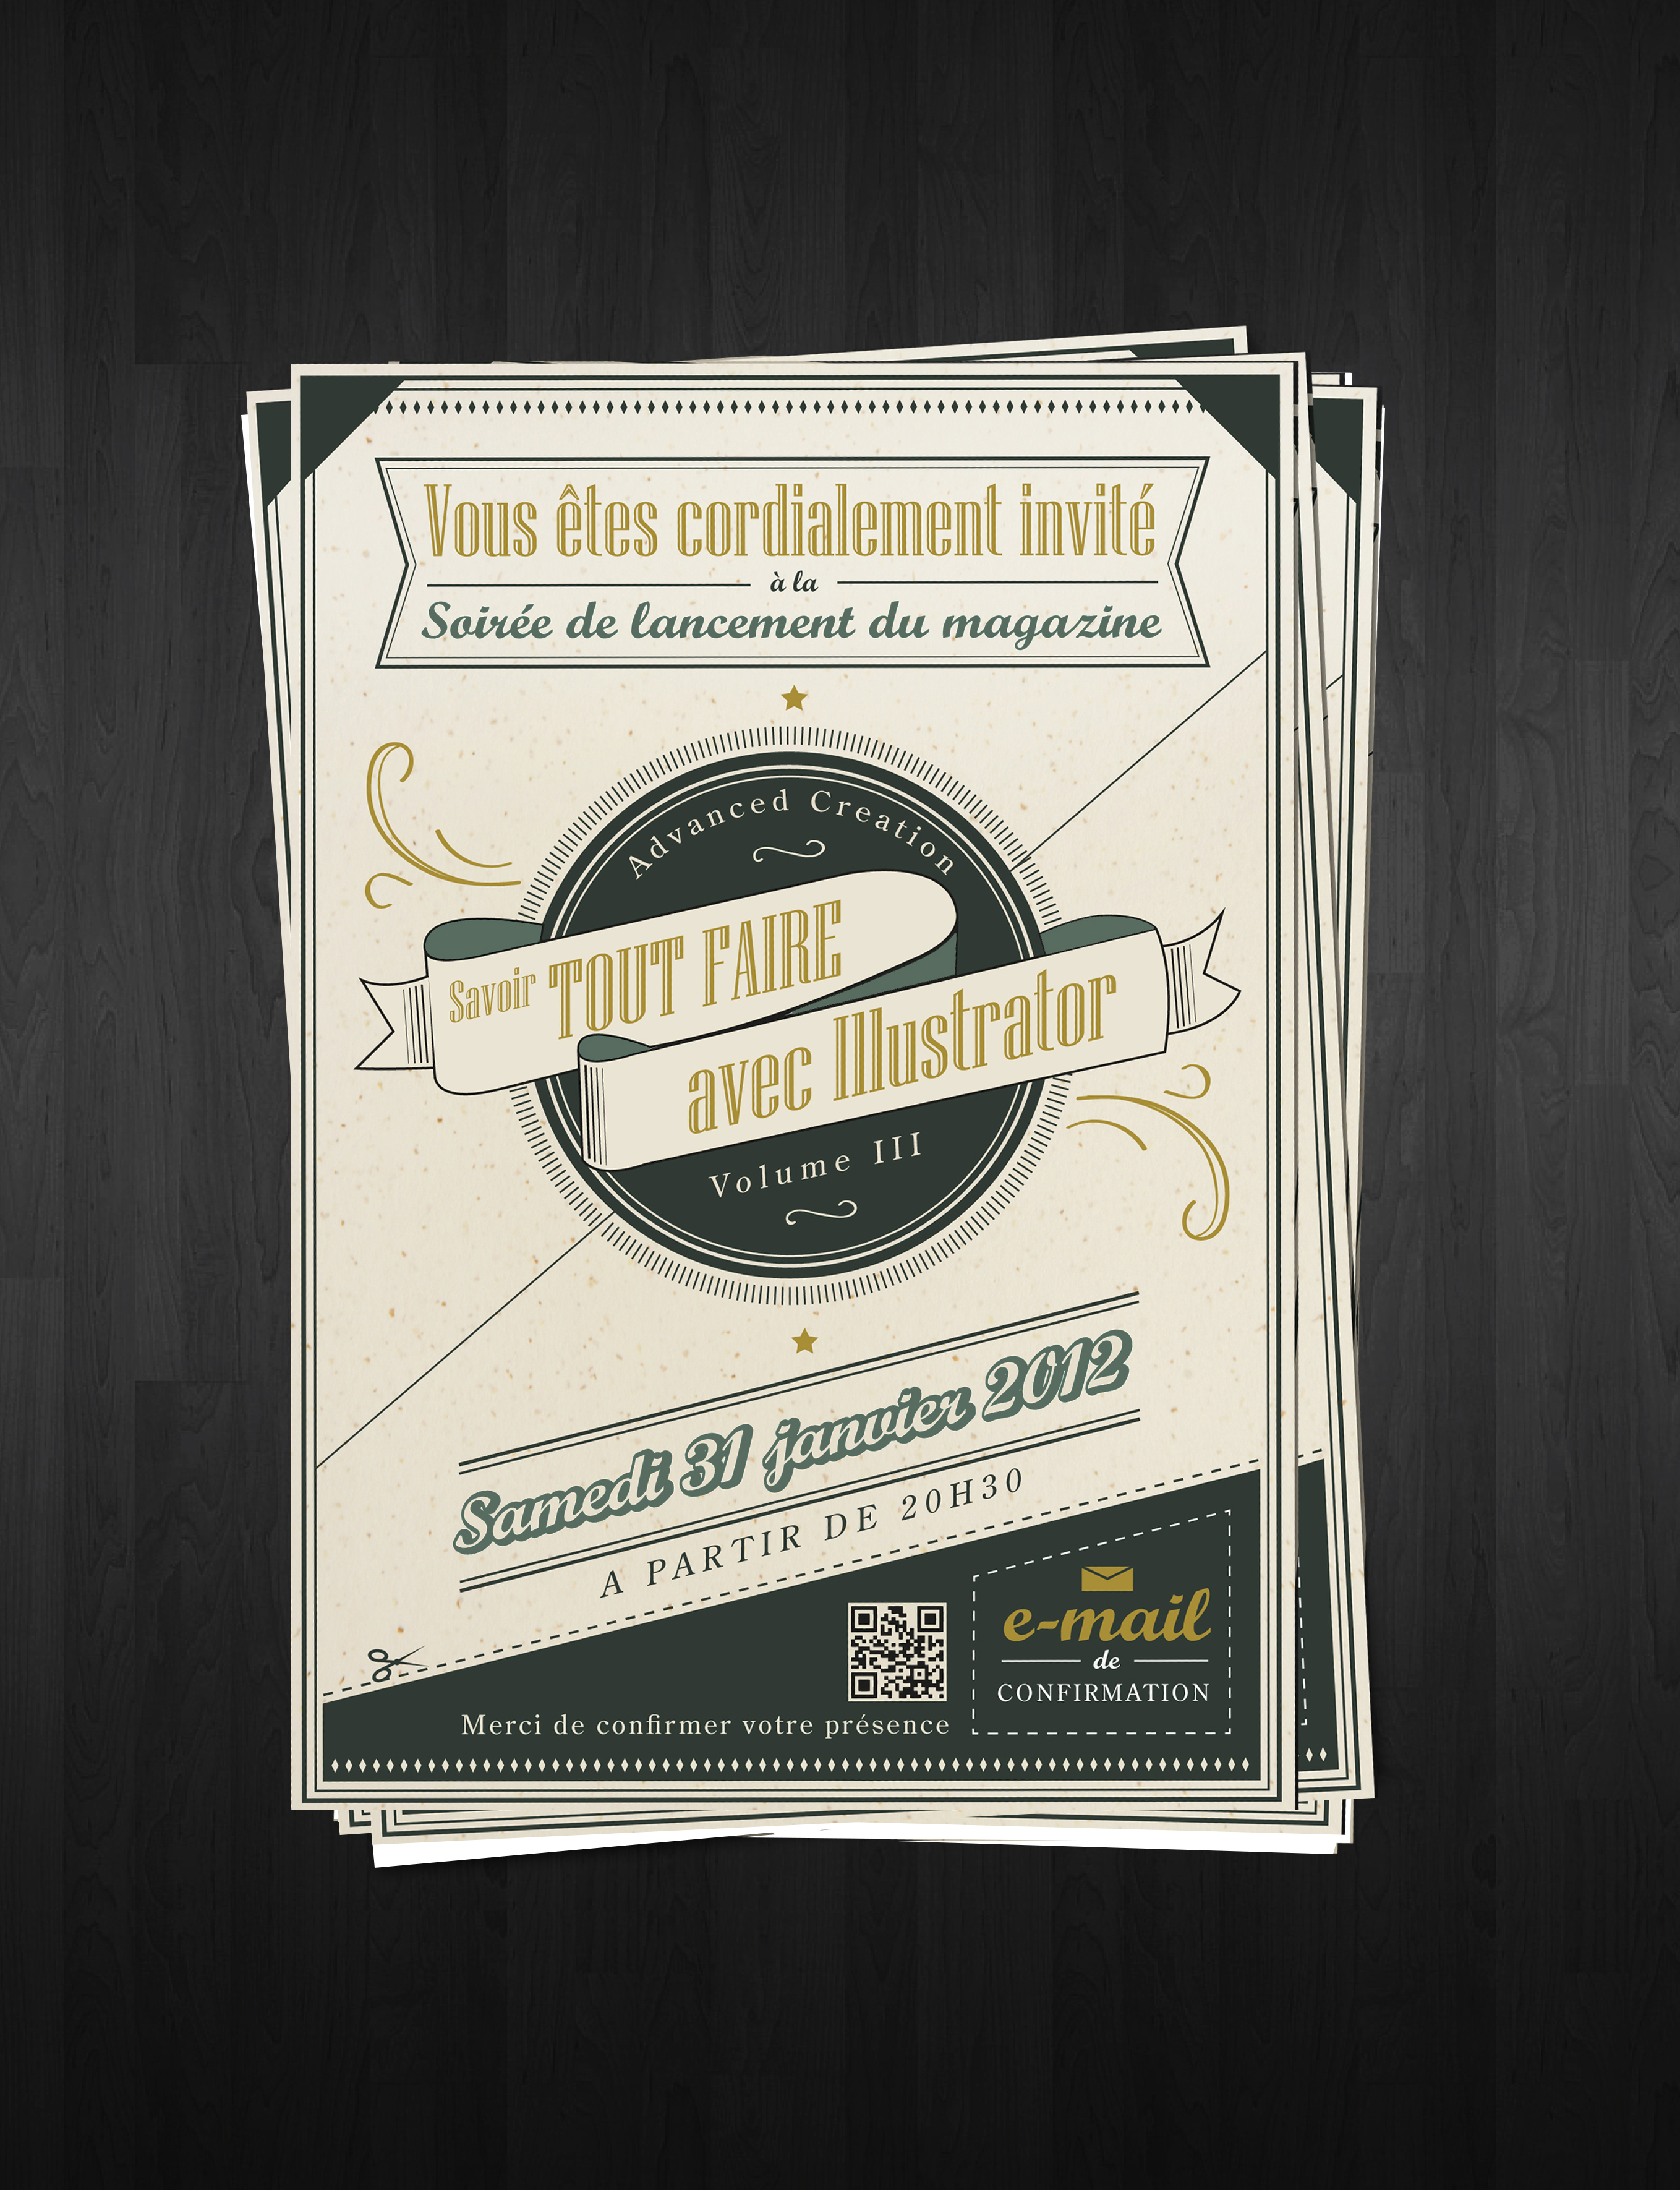 Vous êtes cordialement invité
à la
Soirée de lancement du magazine
Advanced Creation
Savoir TOUT FAIRE
avec Illustrator
Volume III
Samedi 31 janvier 2012
A PARTIR DE 20H30
e-mail
de
CONFIRMATION
Merci de confirmer votre présence